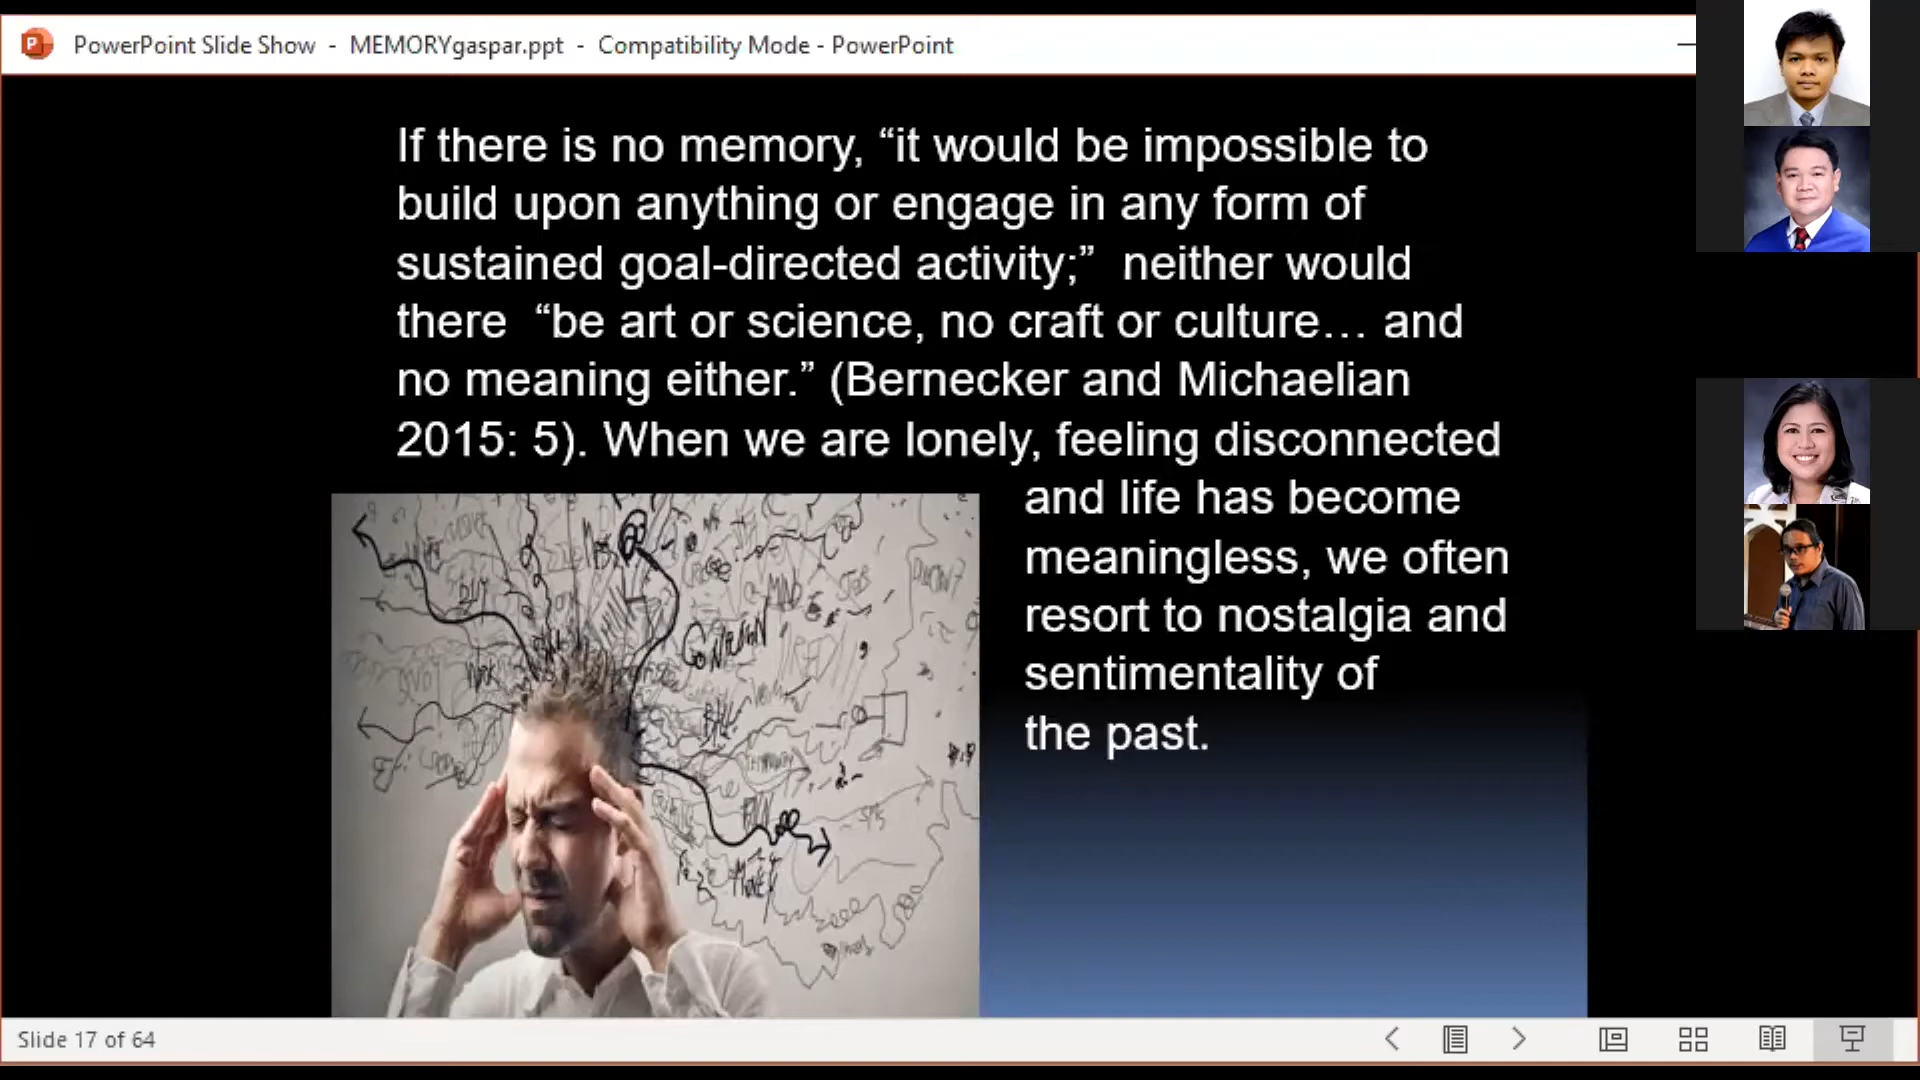 PowerPoint Slide Show - MEMORYgaspar.ppt - Compatibility Mode - PowerPoint
If there is no memory, “it would be impossible to
build upon anything or engage in any form of
sustained goal-directed activity;” neither would
there “be art or science, no craft or culture… and
no meaning either.” (Bernecker and Michaelian
2015: 5). When we are lonely, feeling disconnected
and life has become
meaningless, we often
resort to nostalgia and
sentimentality of
the past.
MIND
MONEY
Slide 17 of 64